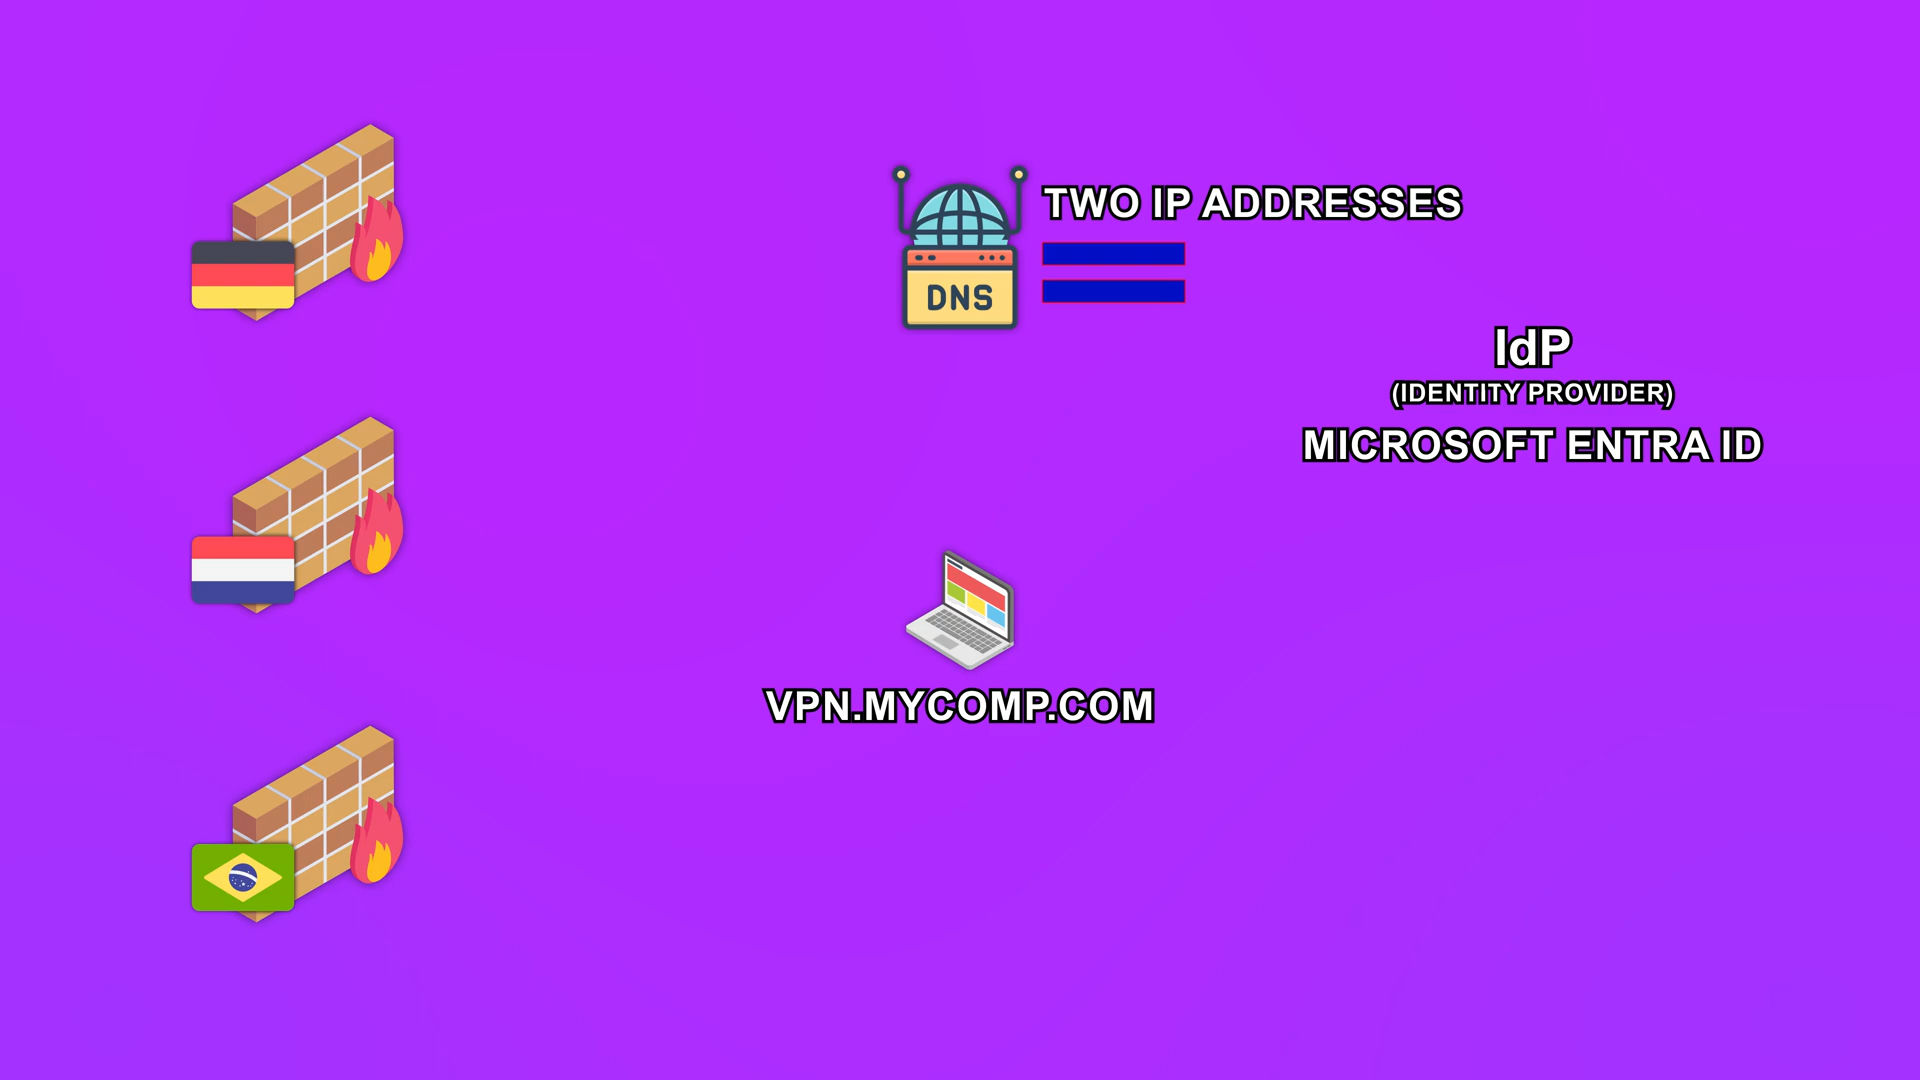 TWO IP ADDRESSES
DNS
IdP
(IDENTITY PROVIDER)
MICROSOFT ENTRA ID
VPN.MYCOMP.COM